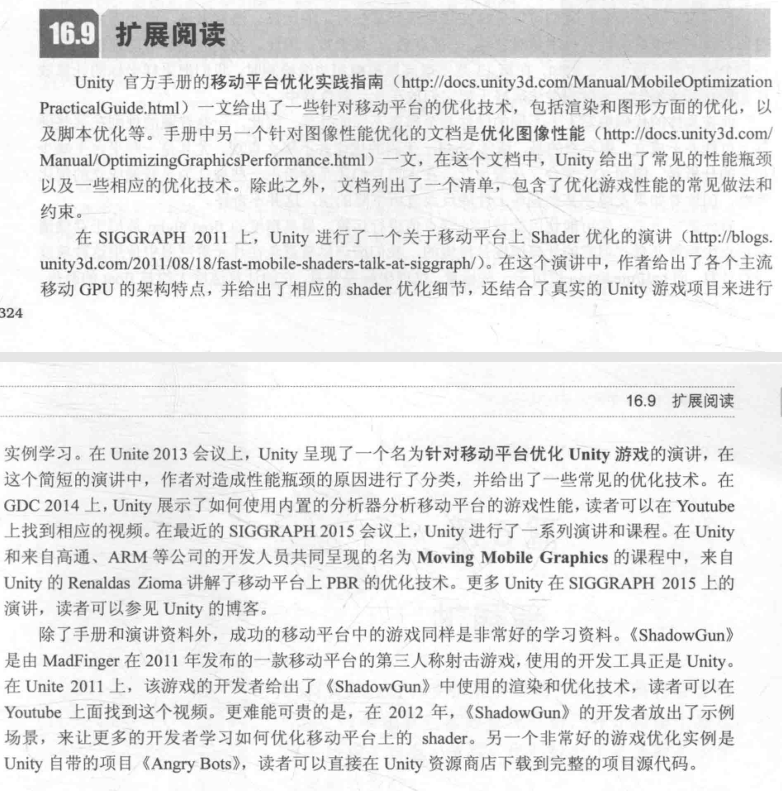 16.9 扩展阅读
Unity 官方手册的移动平台优化实践指南（http://docs.unity3d.com/Manual/MobileOptimization
PracticalGuide.html）一文给出了一些针对移动平台的优化技术，包括渲染和图形方面的优化，以
及脚本优化等。手册中另一个针对图像性能优化的文档是优化图像性能（http://docs.unity3d.com/
Manual/OptimizingGraphicsPerformance.html）一文，在这个文档中，Unity 给出了常见的性能瓶颈
以及一些相应的优化技术。除此之外，文档列出了一个清单，包含了优化游戏性能的常见做法和
约束。
在 SIGGRAPH 2011 上，Unity 进行了一个关于移动平台上 Shader 优化的演讲（http://blogs.
unity3d.com/2011/08/18/fast-mobile-shaders-talk-at-siggraph/）。在这个演讲中，作者给出了各个主流
移动 GPU 的架构特点，并给出了相应的 shader 优化细节，还结合了真实的 Unity 游戏项目来进行
324
16.9 扩展阅读
实例学习。在 Unite 2013 会议上，Unity 呈现了一个名为针对移动平台优化 Unity 游戏的演讲，在
这个简短的演讲中，作者对造成性能瓶颈的原因进行了分类，并给出了一些常见的优化技术。在
GDC 2014 上，Unity 展示了如何使用内置的分析器分析移动平台的游戏性能，读者可以在 Youtube
上找到相应的视频。在最近的 SIGGRAPH 2015 会议上，Unity 进行了一系列演讲和课程。在 Unity
和来自高通、ARM 等公司的开发人员共同呈现的名为 Moving Mobile Graphics 的课程中，来自
Unity 的 Renaldas Zioma 讲解了移动平台上 PBR 的优化技术。更多 Unity 在 SIGGRAPH 2015 上的
演讲，读者可以参见 Unity 的博客。
除了手册和演讲资料外，成功的移动平台中的游戏同样是非常好的学习资料。《ShadowGun》
是由 MadFinger 在 2011 年发布的一款移动平台的第三人称射击游戏，使用的开发工具正是 Unity。
在 Unite 2011 上，该游戏的开发者给出了《ShadowGun》中使用的渲染和优化技术，读者可以在
Youtube 上面找到这个视频。更难能可贵的是，在 2012 年，《ShadowGun》的开发者放出了示例
场景，来让更多的开发者学习如何优化移动平台上的 shader。另一个非常好的游戏优化实例是
Unity 自带的项目《Angry Bots》，读者可以直接在 Unity 资源商店下载到完整的项目源代码。